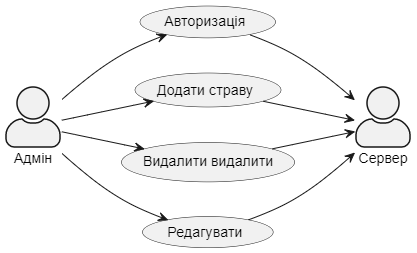 Авторизація
Додати страву
Адмін
Сервер
Видалити видалити
Редагувати